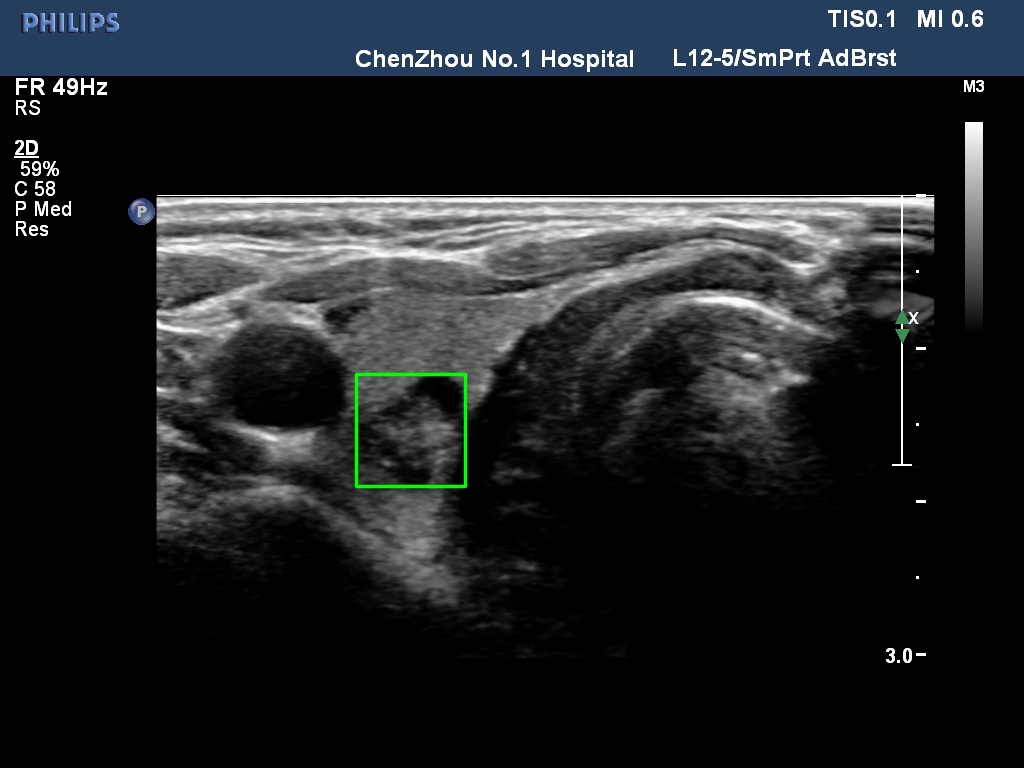 PHILIPS
TIS0.1 MI 0.6
ChenZhou No.1 Hospital L12-5/SmPrt AdBrst
FR 49Hz
RS
M3
2D
59%
C 58
P Med
Res
P
X
3.0